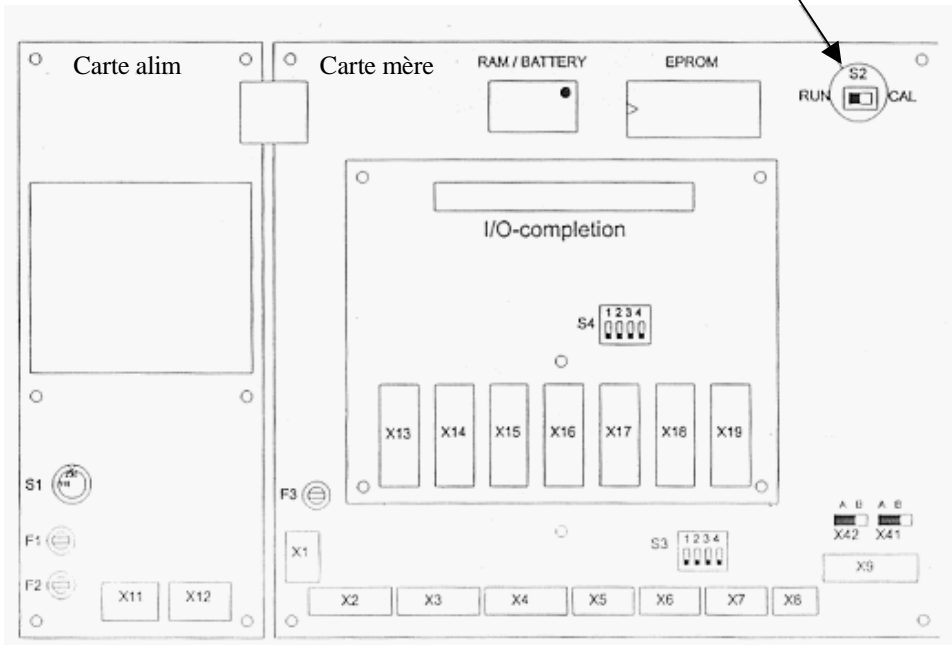 Carte alim
Carte mère
RAM / BATTERY
EPROM
S2
RUN
CAL
I/O-completion
S4
1 2 3 4
X13
X14
X15
X16
X17
X18
X19
S1
F3
A B
A B
X42
X41
F1
S3
1 2 3 4
X1
X9
F2
X11
X12
X2
X3
X4
X5
X6
X7
X8